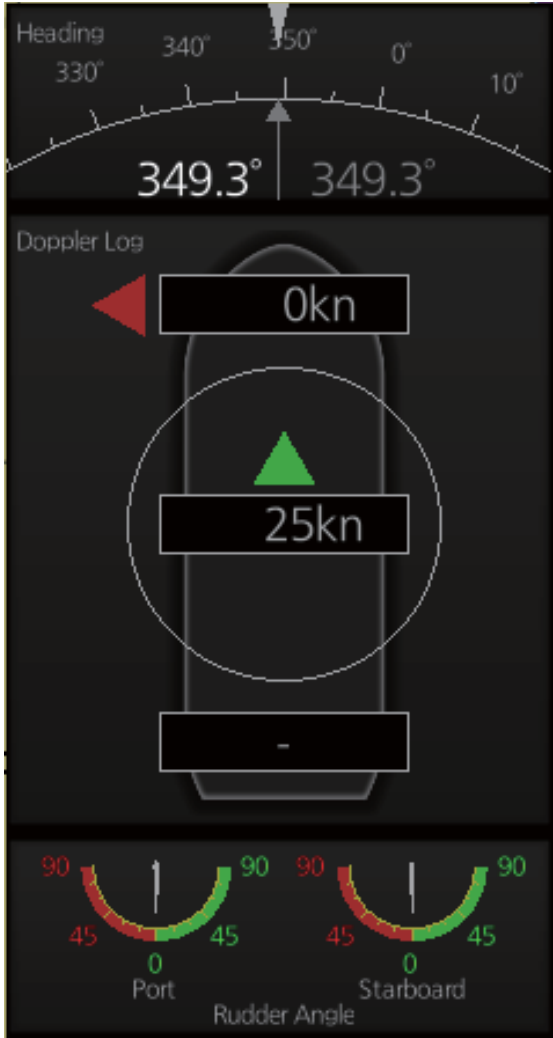 Heading
330° 340° 350° 0° 10°
349.3° 349.3°
Doppler Log
0kn
25kn
-
90 90 90 90
45 45 45 45
0 0
Port Starboard
Rudder Angle